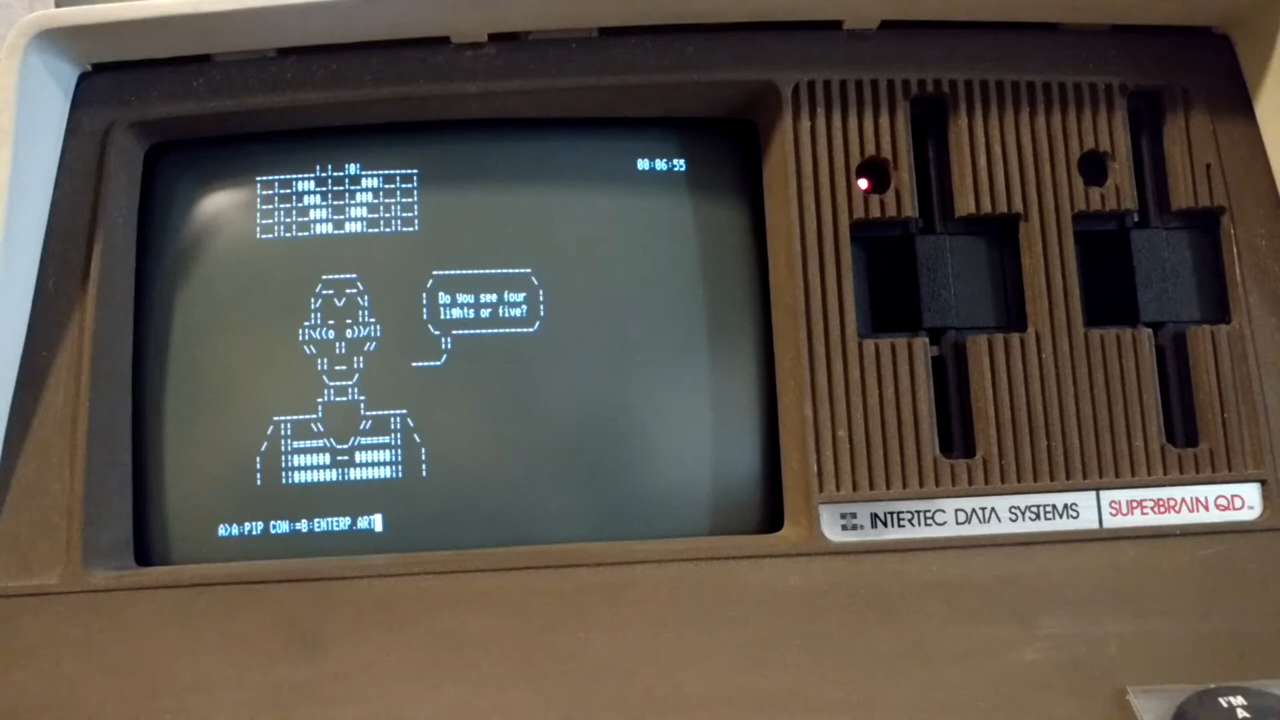 00:06:55
Do you see four
lights or five?
A>A:PIP CON:=B:ENTERP.ART
INTERTEC DATA SYSTEMS
SUPERBRAIN QD
TM
I'M
A